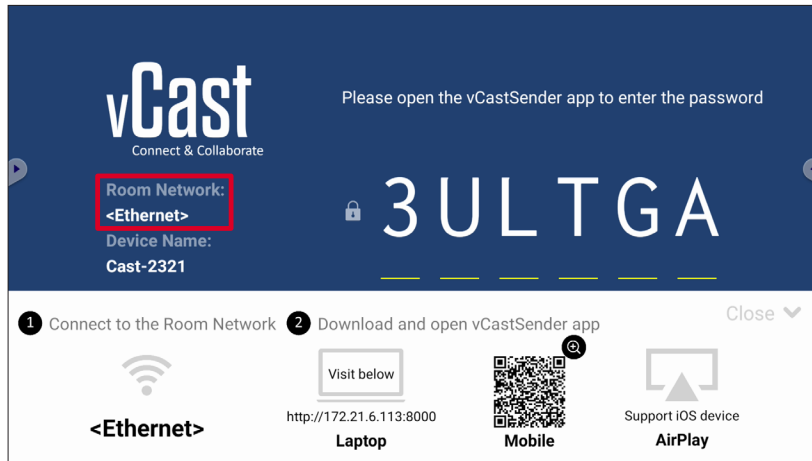 vCast
Connect & Collaborate
Please open the vCastSender app to enter the password
Room Network:
<Ethernet>
3ULTGA
Device Name:
Cast-2321
1 Connect to the Room Network
2 Download and open vCastSender app
Close
<Ethernet>
Visit below
http://172.21.6.113:8000
Laptop
Mobile
Support iOS device
AirPlay